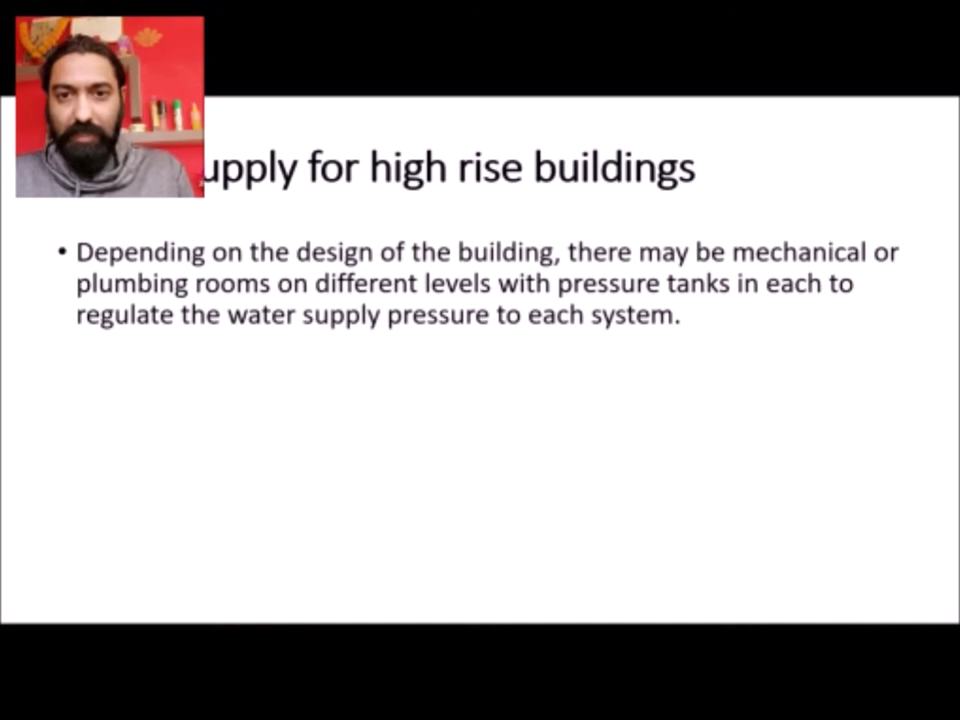 upply for high rise buildings
• Depending on the design of the building, there may be mechanical or
plumbing rooms on different levels with pressure tanks in each to
regulate the water supply pressure to each system.